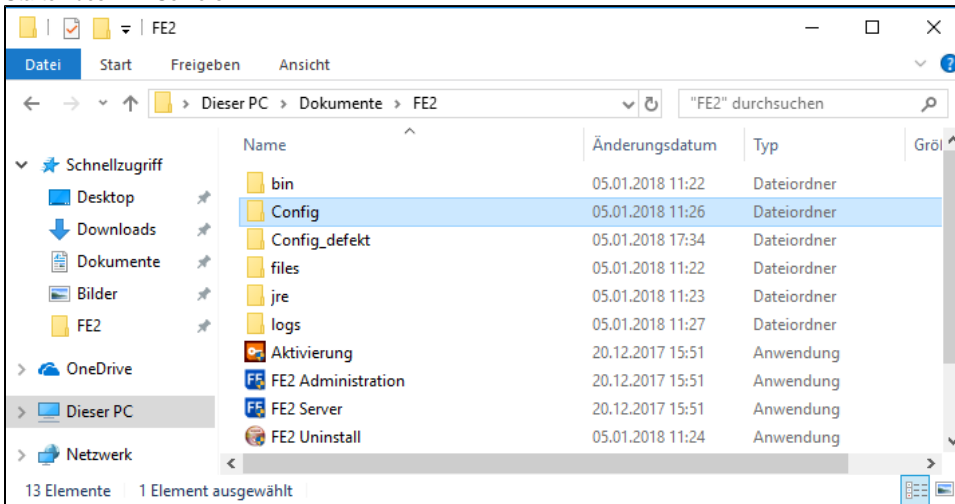 FE2
Datei Start Freigeben Ansicht
Dieser PC > Dokumente > FE2 "FE2" durchsuchen
Name Änderungsdatum Typ
Schnellzugriff
Desktop
Downloads
Dokumente
Bilder
FE2
OneDrive
Dieser PC
Netzwerk
bin 05.01.2018 11:22 Dateiordner
Config 05.01.2018 11:26 Dateiordner
Config_defekt 05.01.2018 17:34 Dateiordner
files 05.01.2018 11:22 Dateiordner
jre 05.01.2018 11:23 Dateiordner
logs 05.01.2018 11:27 Dateiordner
Aktivierung 20.12.2017 15:51 Anwendung
FE2 Administration 20.12.2017 15:51 Anwendung
FE2 Server 20.12.2017 15:51 Anwendung
FE2 Uninstall 05.01.2018 11:24 Anwendung
13 Elemente 1 Element ausgewählt